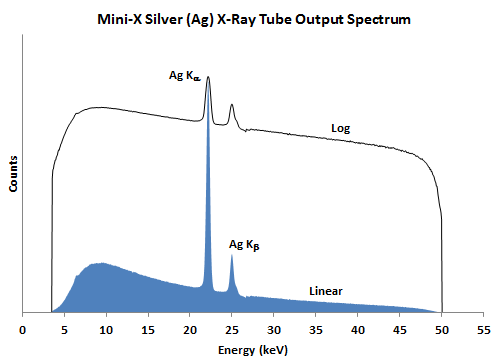 Mini-X Silver (Ag) X-Ray Tube Output Spectrum
Ag Kα
Log
Ag Kβ
Linear
Counts
0 5 10 15 20 25 30 35 40 45 50 55
Energy (keV)